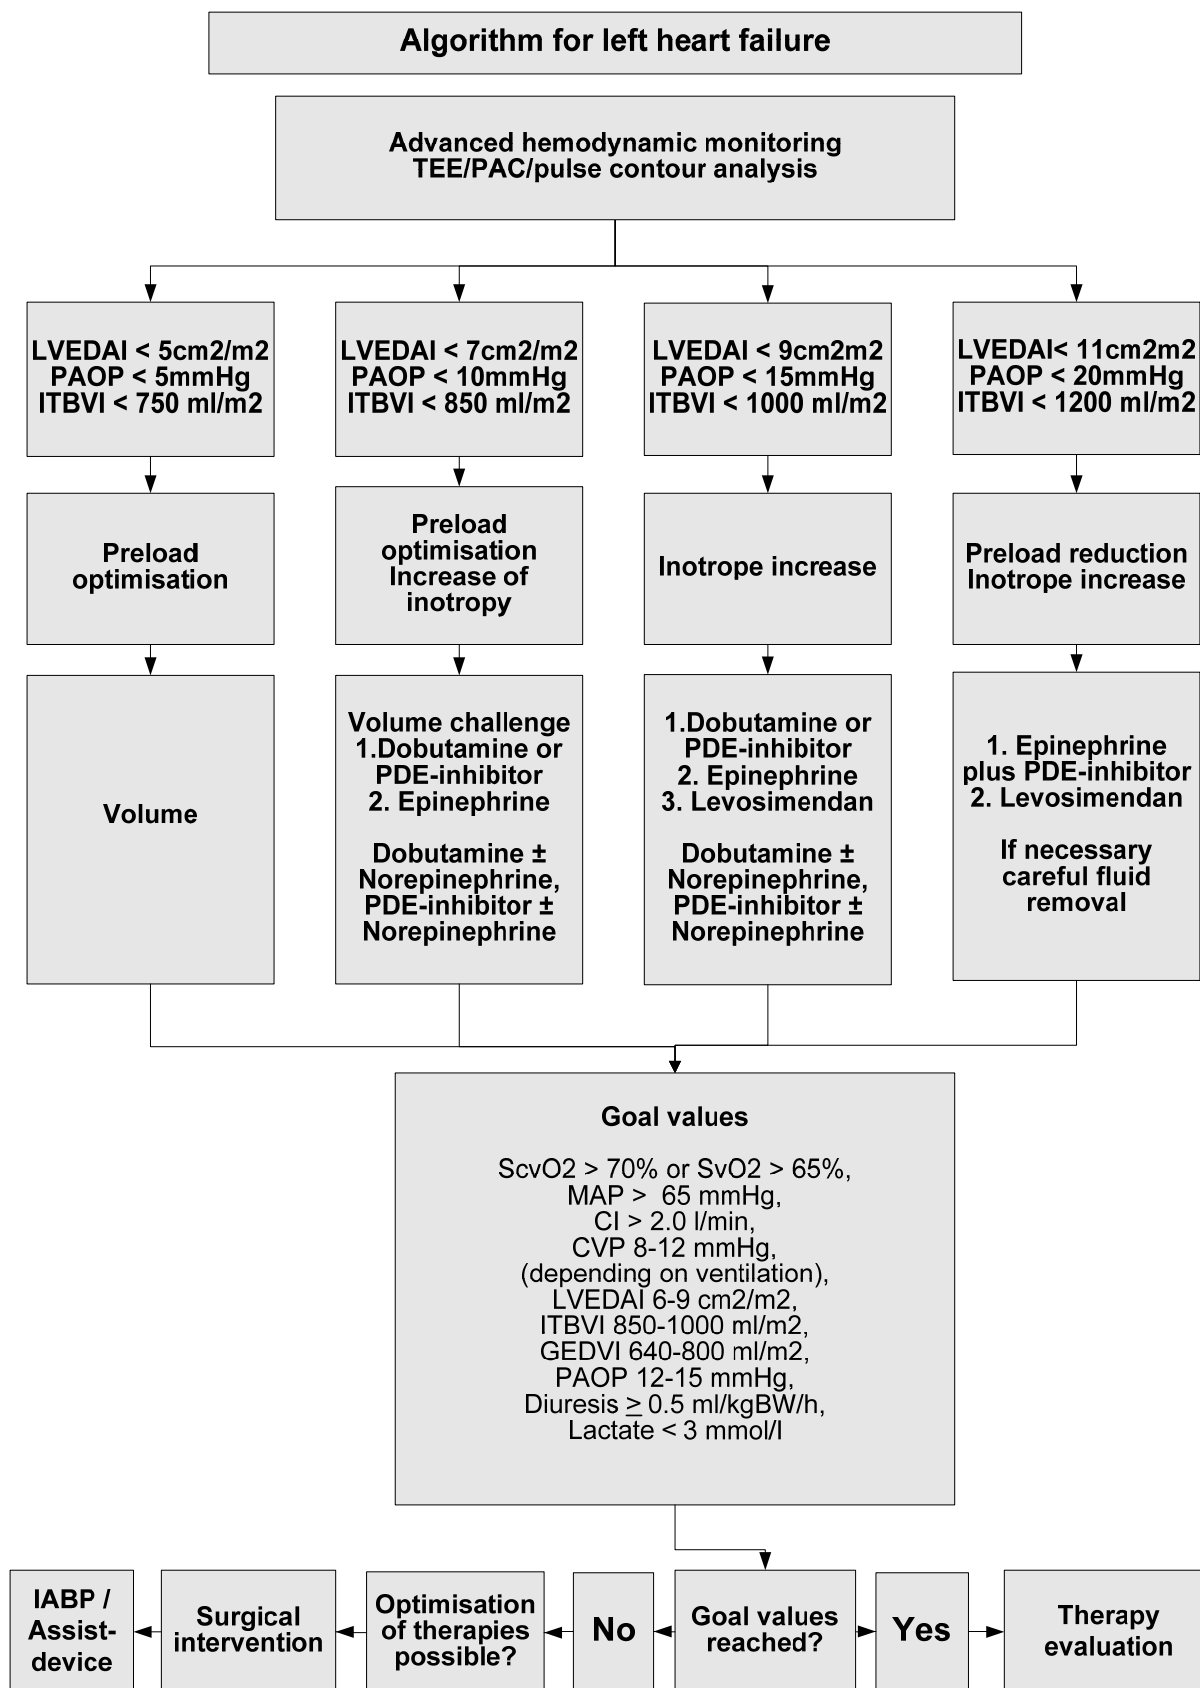 Algorithm for left heart failure
Advanced hemodynamic monitoring
TEE/PAC/pulse contour analysis
LVEDAI < 5cm2/m2
PAOP < 5mmHg
ITBVI < 750 ml/m2
LVEDAI < 7cm2/m2
PAOP < 10mmHg
ITBVI < 850 ml/m2
LVEDAI < 9cm2m2
PAOP < 15mmHg
ITBVI < 1000 ml/m2
LVEDAI< 11cm2m2
PAOP < 20mmHg
ITBVI < 1200 ml/m2
Preload
optimisation
Preload
optimisation
Increase of
inotropy
Inotrope increase
Preload reduction
Inotrope increase
Volume
Volume challenge
1.Dobutamine or
PDE-inhibitor
2. Epinephrine
Dobutamine ±
Norepinephrine,
PDE-inhibitor ±
Norepinephrine
1.Dobutamine or
PDE-inhibitor
2. Epinephrine
3. Levosimendan
Dobutamine ±
Norepinephrine,
PDE-inhibitor ±
Norepinephrine
1. Epinephrine
plus PDE-inhibitor
2. Levosimendan
If necessary
careful fluid
removal
Goal values
ScvO2 > 70% or SvO2 > 65%,
MAP > 65 mmHg,
CI > 2.0 l/min,
CVP 8-12 mmHg,
(depending on ventilation),
LVEDAI 6-9 cm2/m2,
ITBVI 850-1000 ml/m2,
GEDVI 640-800 ml/m2,
PAOP 12-15 mmHg,
Diuresis ≥ 0.5 ml/kgBW/h,
Lactate < 3 mmol/l
IABP /
Assist-
device
Surgical
intervention
Optimisation
of therapies
possible?
No
Goal values
reached?
Yes
Therapy
evaluation